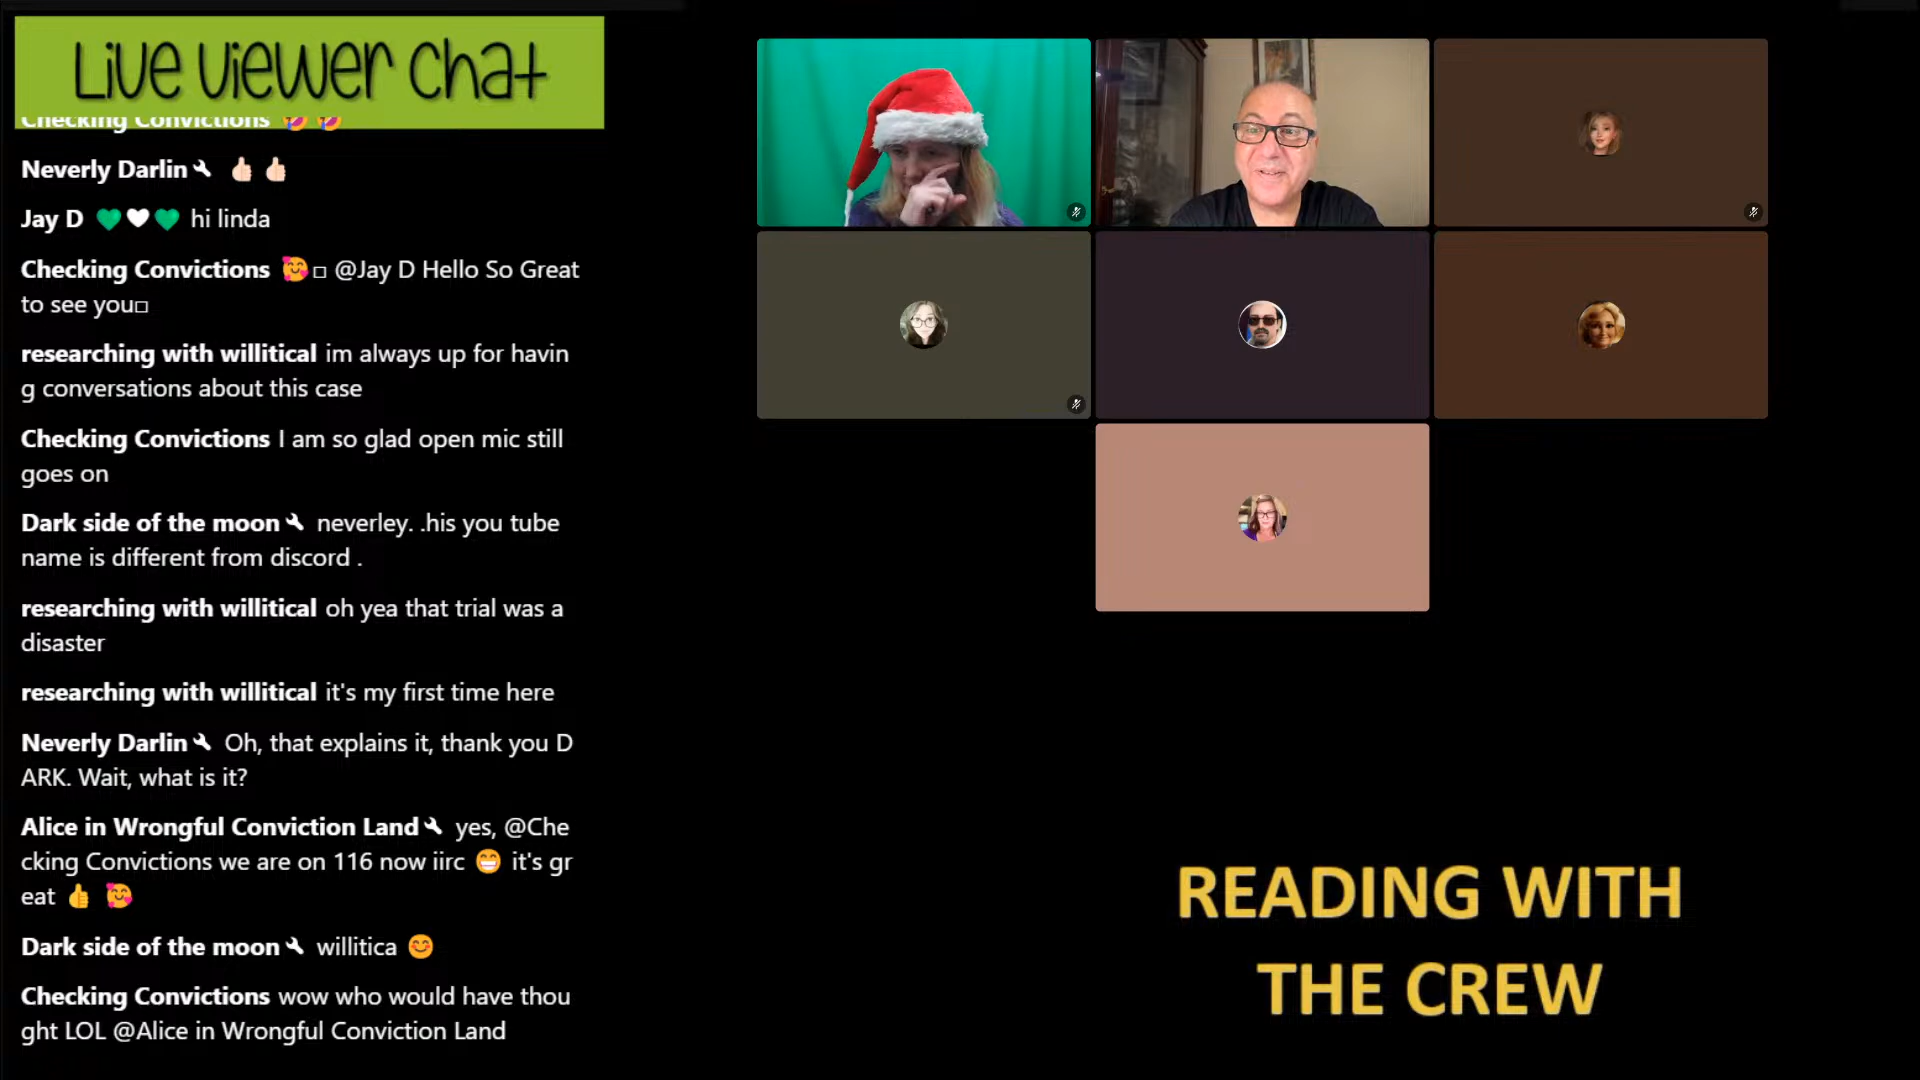 Live Viewer Chat
Checking Convictions 🤣 🤣
Neverly Darlin 👍🏻 👍🏻
Jay D 💚🤍💚 hi linda
Checking Convictions 🥰□ @Jay D Hello So Great
to see you□
researching with willitical im always up for havin
g conversations about this case
Checking Convictions I am so glad open mic still
goes on
Dark side of the moon neverley. .his you tube
name is different from discord .
researching with willitical oh yea that trial was a
disaster
researching with willitical it's my first time here
Neverly Darlin Oh, that explains it, thank you D
ARK. Wait, what is it?
Alice in Wrongful Conviction Land yes, @Che
cking Convictions we are on 116 now iirc 😁 it's gr
eat 👍 🥰
Dark side of the moon willitica 😊
Checking Convictions wow who would have thou
ght LOL @Alice in Wrongful Conviction Land
READING WITH
THE CREW